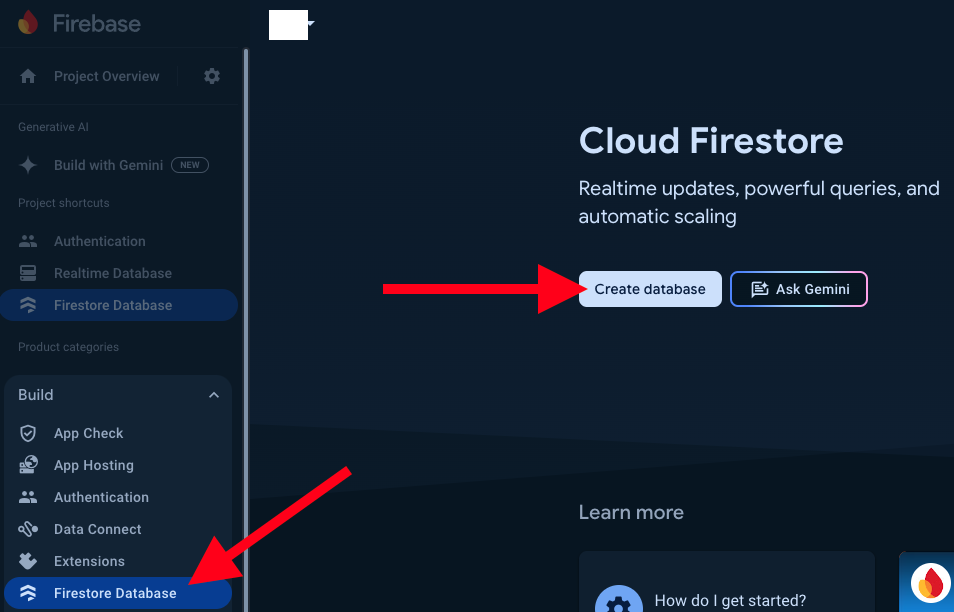 Firebase
Project Overview
Generative AI
Build with Gemini NEW
Project shortcuts
Authentication
Realtime Database
Firestore Database
Product categories
Build
App Check
App Hosting
Authentication
Data Connect
Extensions
Firestore Database
Cloud Firestore
Realtime updates, powerful queries, and
automatic scaling
Create database
Ask Gemini
Learn more
How do I get started?